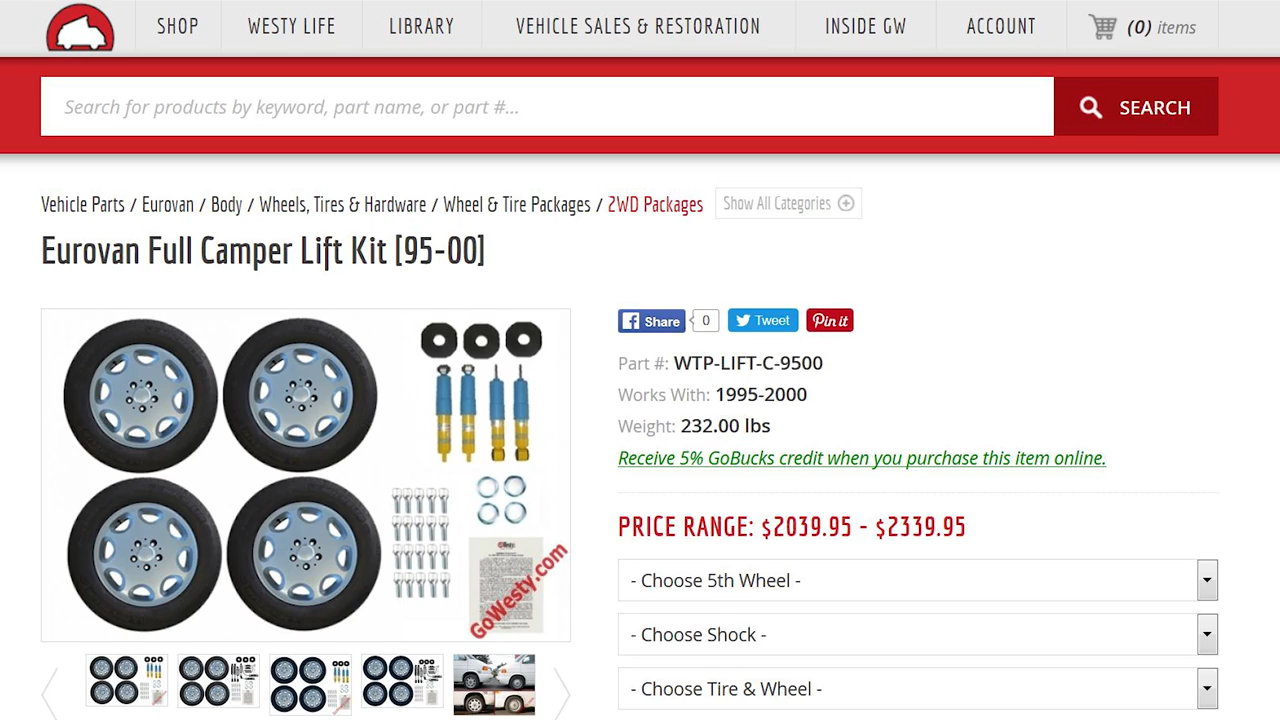 SHOP
WESTY LIFE
LIBRARY
VEHICLE SALES & RESTORATION
INSIDE GW
ACCOUNT
(0) items
Search for products by keyword, part name, or part #...
SEARCH
Vehicle Parts / Eurovan / Body / Wheels, Tires & Hardware / Wheel & Tire Packages / 2WD Packages
Show All Categories
Eurovan Full Camper Lift Kit [95-00]
GoWesty.com
Share
0
Tweet
Pin it
Part #: WTP-LIFT-C-9500
Works With: 1995-2000
Weight: 232.00 lbs
Receive 5% GoBucks credit when you purchase this item online.
PRICE RANGE: $2039.95 - $2339.95
- Choose 5th Wheel -
- Choose Shock -
- Choose Tire & Wheel -